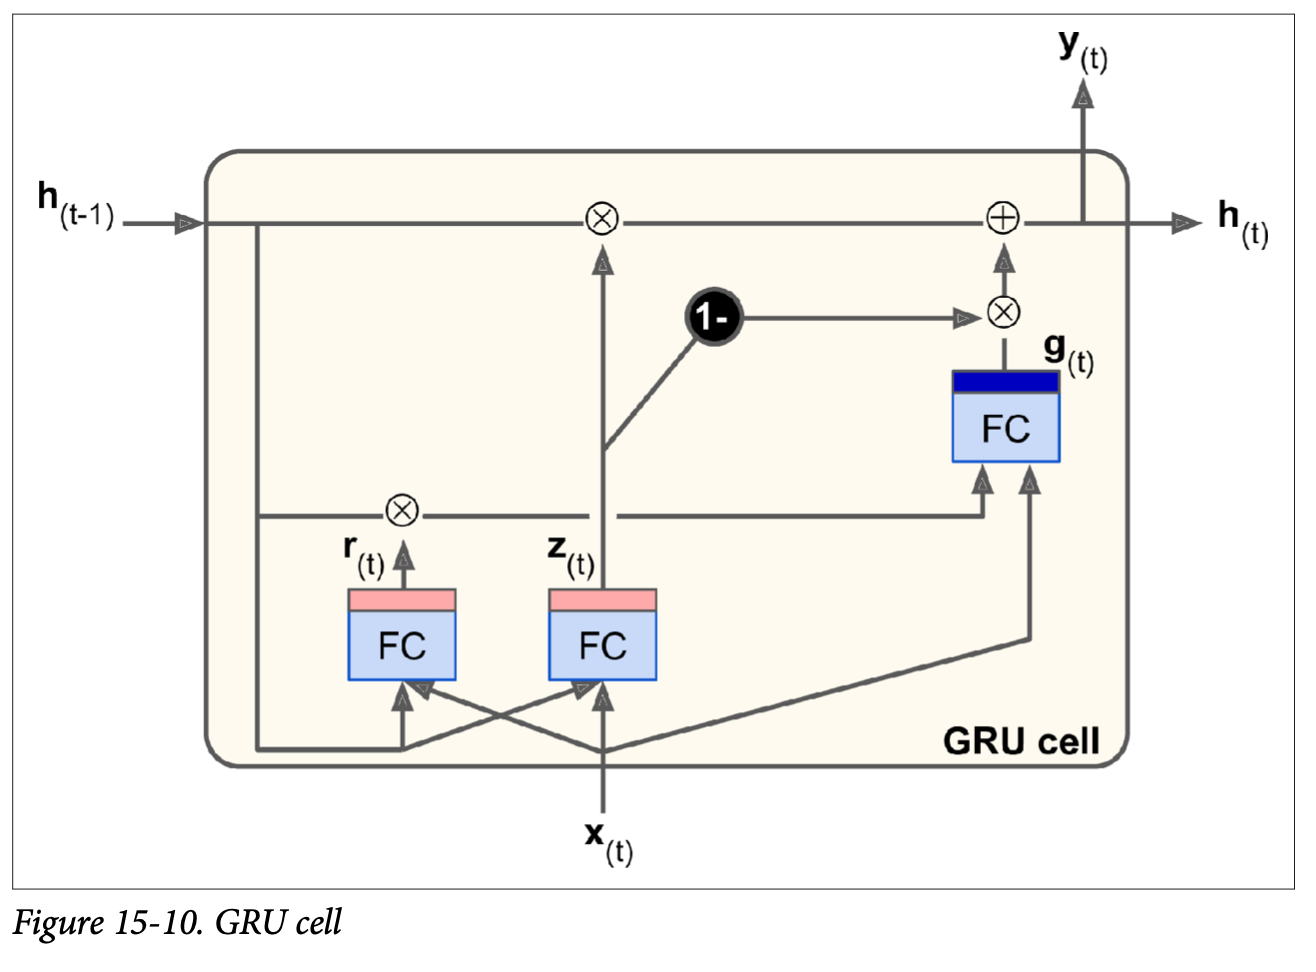 y(t)
h(t-1)
h(t)
1-
g(t)
FC
r(t)
z(t)
FC
FC
GRU cell
x(t)
Figure 15-10. GRU cell